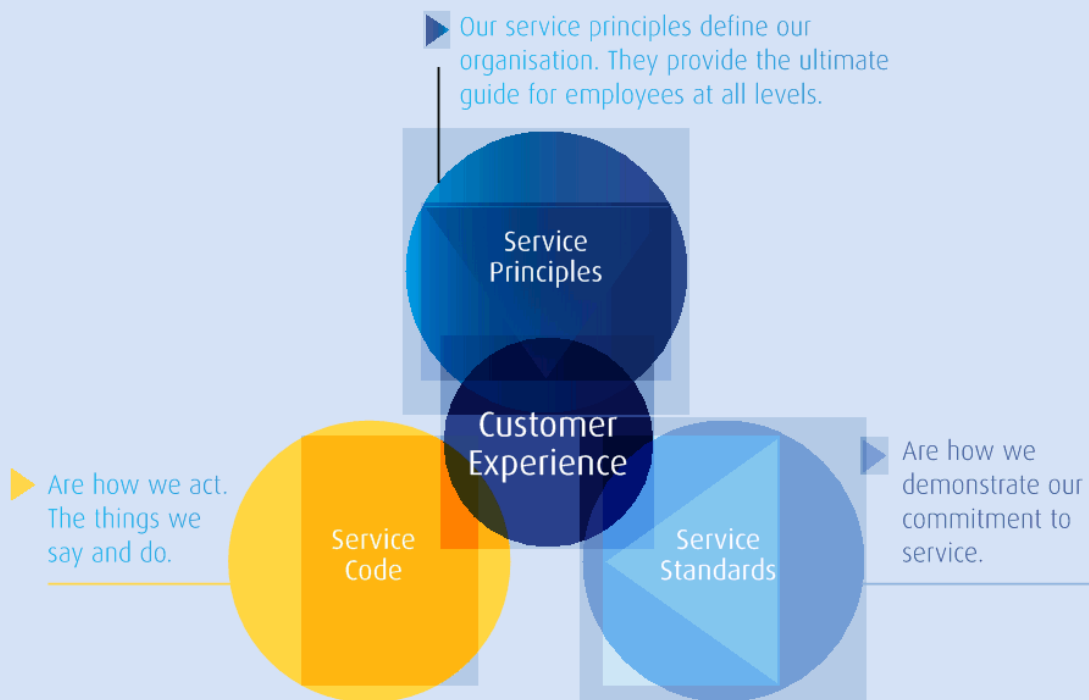 Our service principles define our
organisation. They provide the ultimate
guide for employees at all levels.
Service
Principles
Customer
Experience
Are how we act.
The things we
say and do.
Service
Code
Service
Standards
Are how we
demonstrate our
commitment to
service.